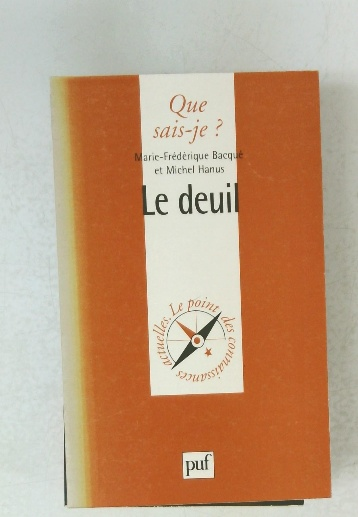 Que
sais-je ?
Marie-Frédérique Bacqué
et Michel Hanus
Le deuil
Le point des connaissances actuelles.
puf